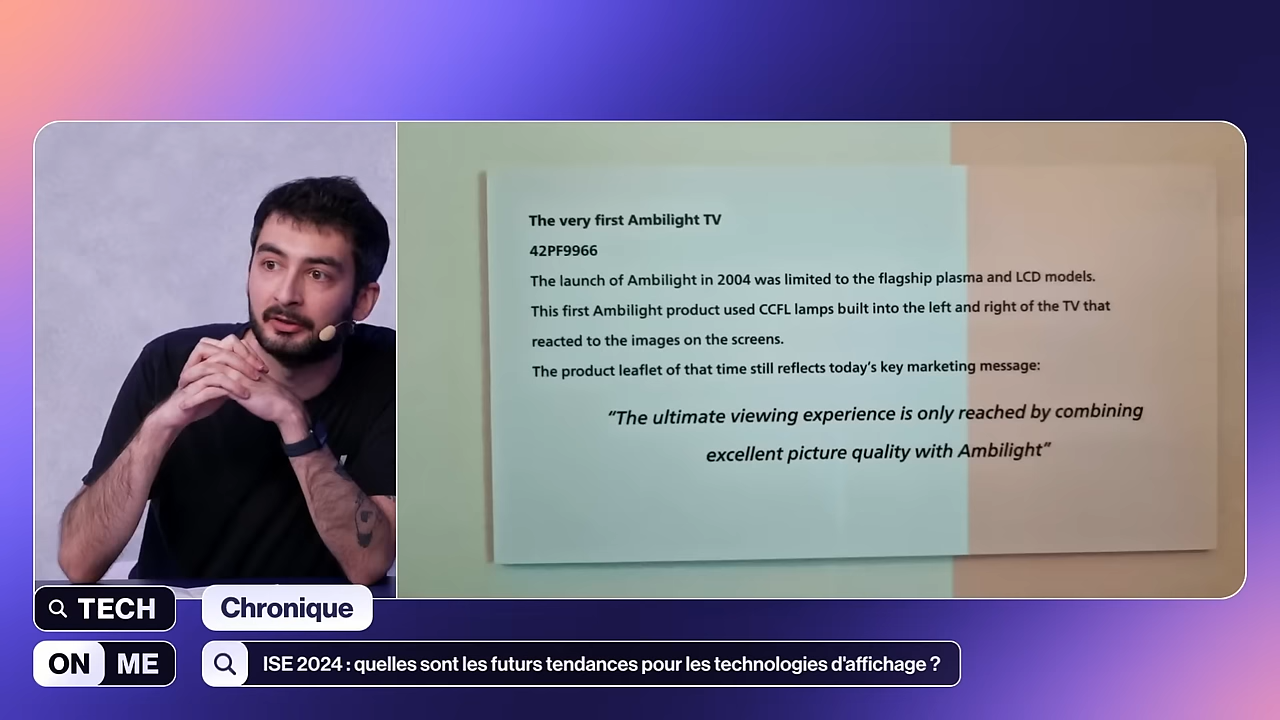 The very first Ambilight TV
42PF9966
The launch of Ambilight in 2004 was limited to the flagship plasma and LCD models.
This first Ambilight product used CCFL lamps built into the left and right of the TV that
reacted to the images on the screens.
The product leaflet of that time still reflects today's key marketing message:
“The ultimate viewing experience is only reached by combining
excellent picture quality with Ambilight”
TECH
Chronique
ON ME
ISE 2024 : quelles sont les futurs tendances pour les technologies d'affichage ?